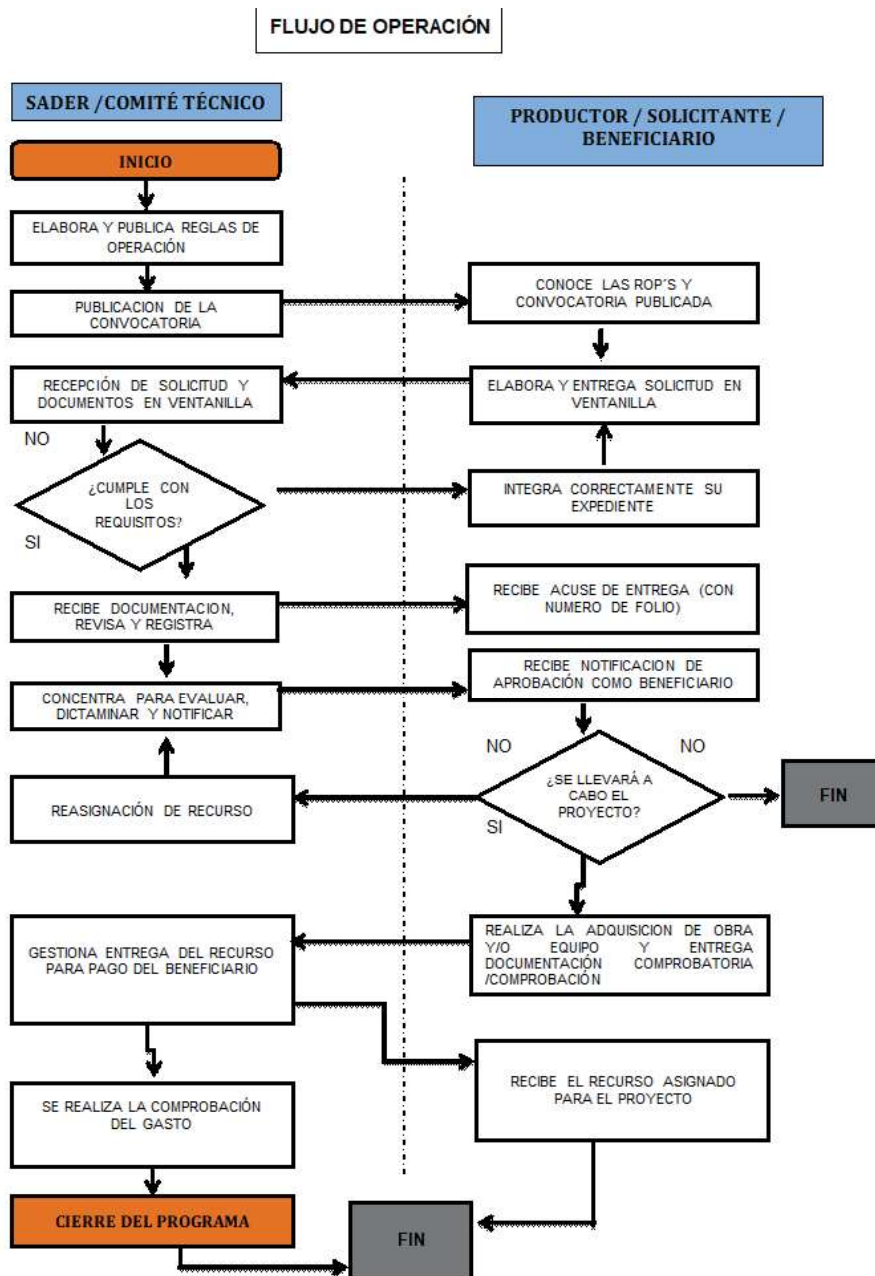 FLUJO DE OPERACIÓN
SADER /COMITÉ TÉCNICO
PRODUCTOR / SOLICITANTE /
BENEFICIARIO
INICIO
ELABORA Y PUBLICA REGLAS DE
OPERACIÓN
PUBLICACION DE LA
CONVOCATORIA
CONOCE LAS ROP´S Y
CONVOCATORIA PUBLICADA
RECEPCIÓN DE SOLICITUD Y
DOCUMENTOS EN VENTANILLA
ELABORA Y ENTREGA SOLICITUD EN
VENTANILLA
NO
¿CUMPLE CON
LOS
REQUISITOS?
SI
INTEGRA CORRECTAMENTE SU
EXPEDIENTE
RECIBE DOCUMENTACION,
REVISA Y REGISTRA
RECIBE ACUSE DE ENTREGA (CON
NUMERO DE FOLIO)
CONCENTRA PARA EVALUAR,
DICTAMINAR Y NOTIFICAR
RECIBE NOTIFICACION DE
APROBACIÓN COMO BENEFICIARIO
NO
NO
¿SE LLEVARÁ A
CABO EL
PROYECTO?
SI
FIN
REASIGNACIÓN DE RECURSO
REALIZA LA ADQUISICION DE OBRA
Y/O EQUIPO Y ENTREGA
DOCUMENTACIÓN COMPROBATORIA
/COMPROBACIÓN
GESTIONA ENTREGA DEL RECURSO
PARA PAGO DEL BENEFICIARIO
RECIBE EL RECURSO ASIGNADO
PARA EL PROYECTO
SE REALIZA LA COMPROBACIÓN
DEL GASTO
CIERRE DEL PROGRAMA
FIN